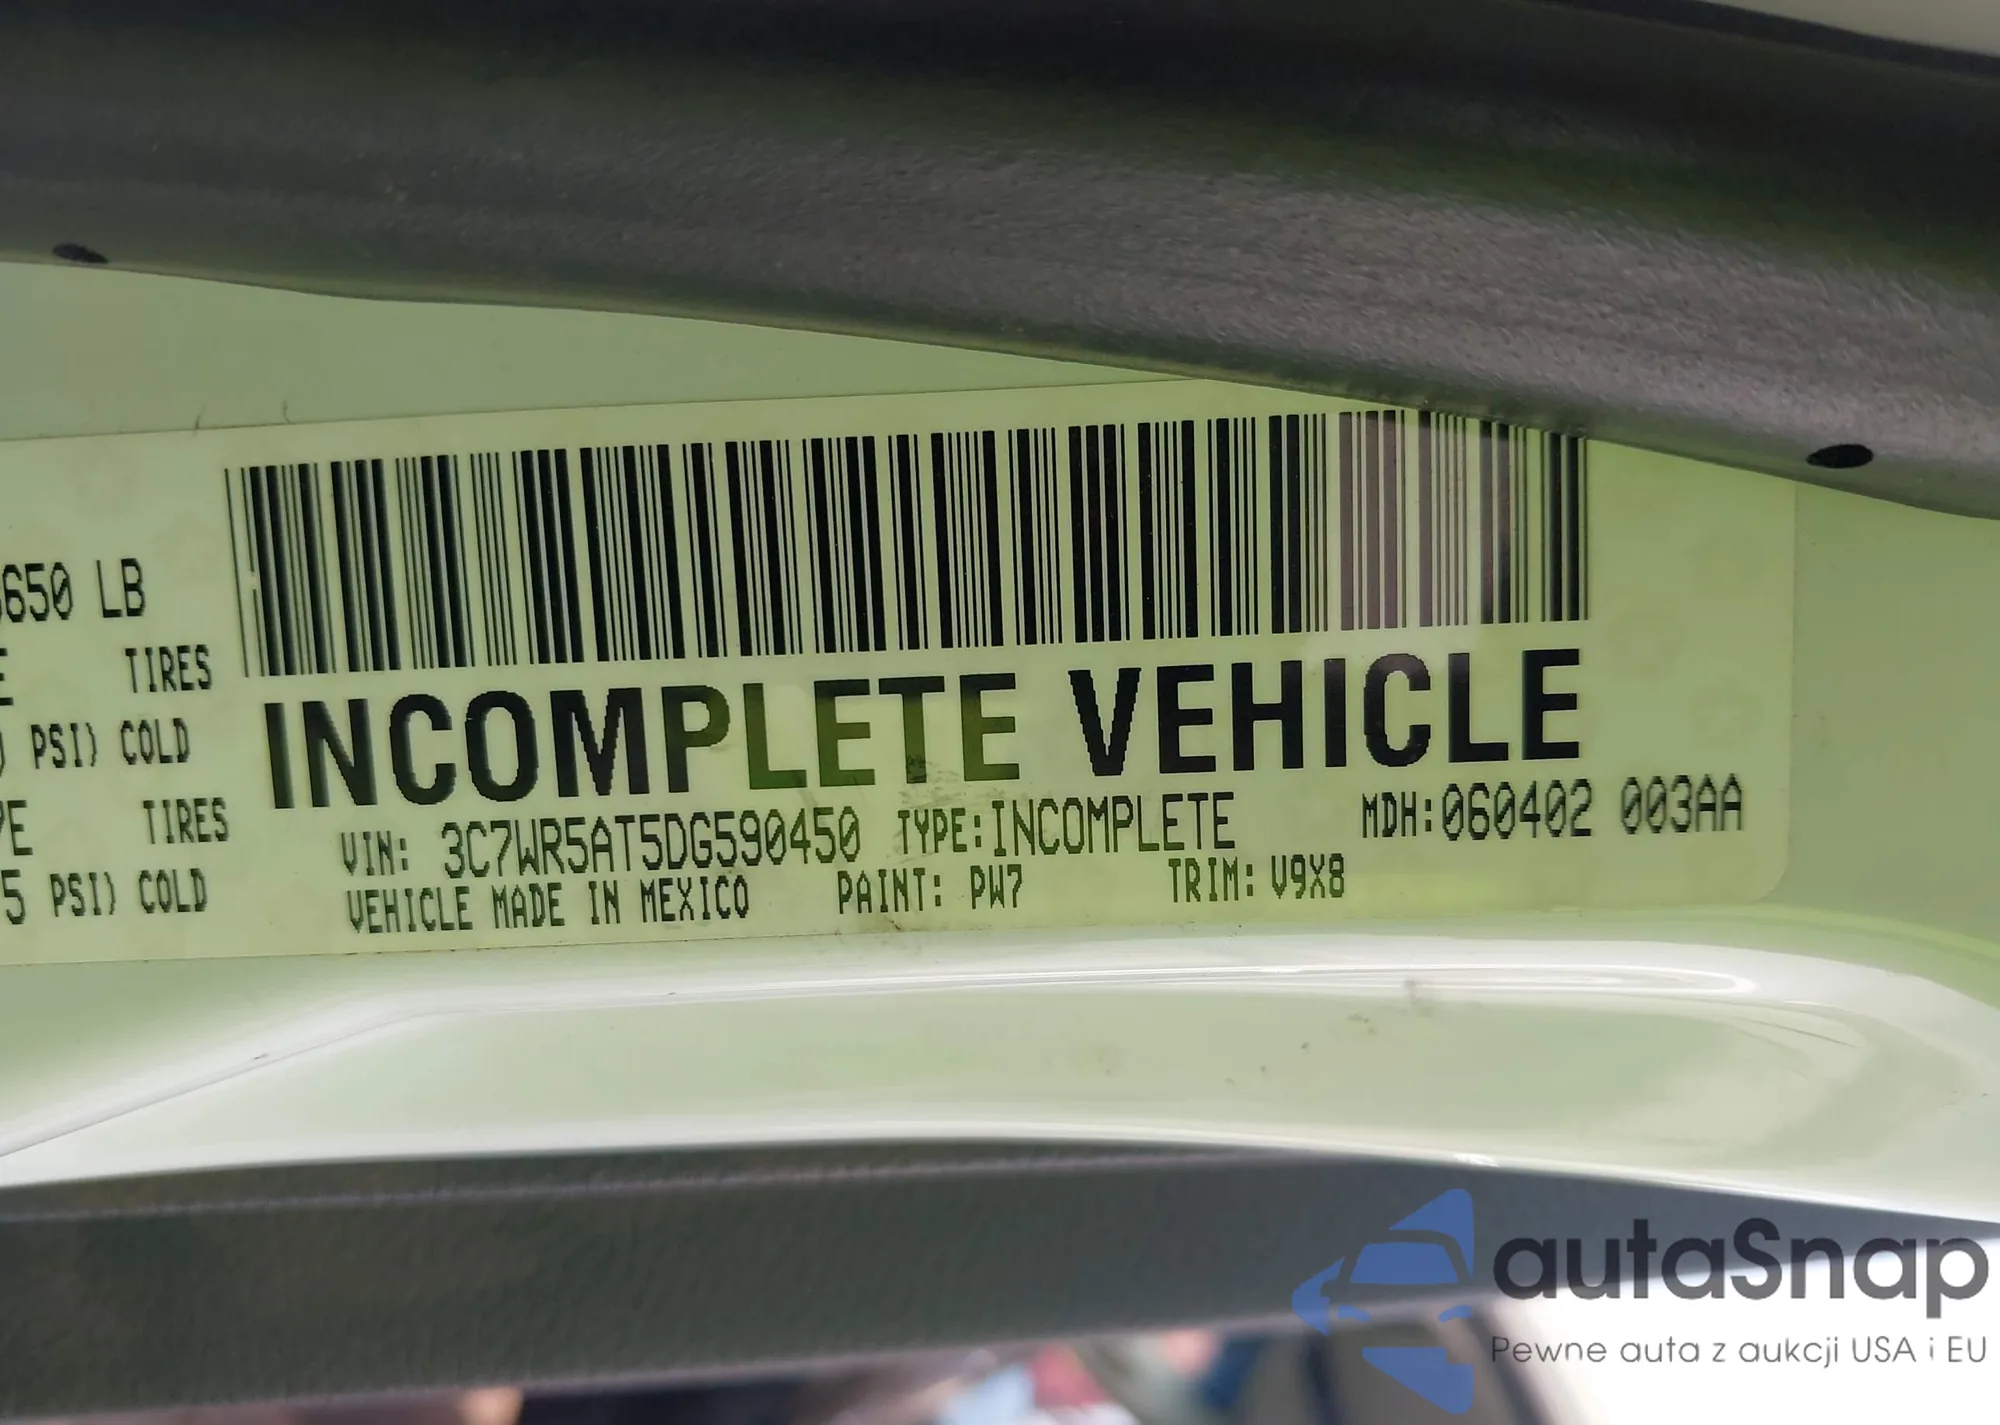 650 LB
TIRES
PSI) COLD
TIRES
5 PSI) COLD
INCOMPLETE VEHICLE
VIN: 3C7WR5AT5DG590450 TYPE:INCOMPLETE MDH:060402 003AA
VEHICLE MADE IN MEXICO PAINT: PW7 TRIM: V9X8
autaSnap
Pewne auta z aukcji USA i EU